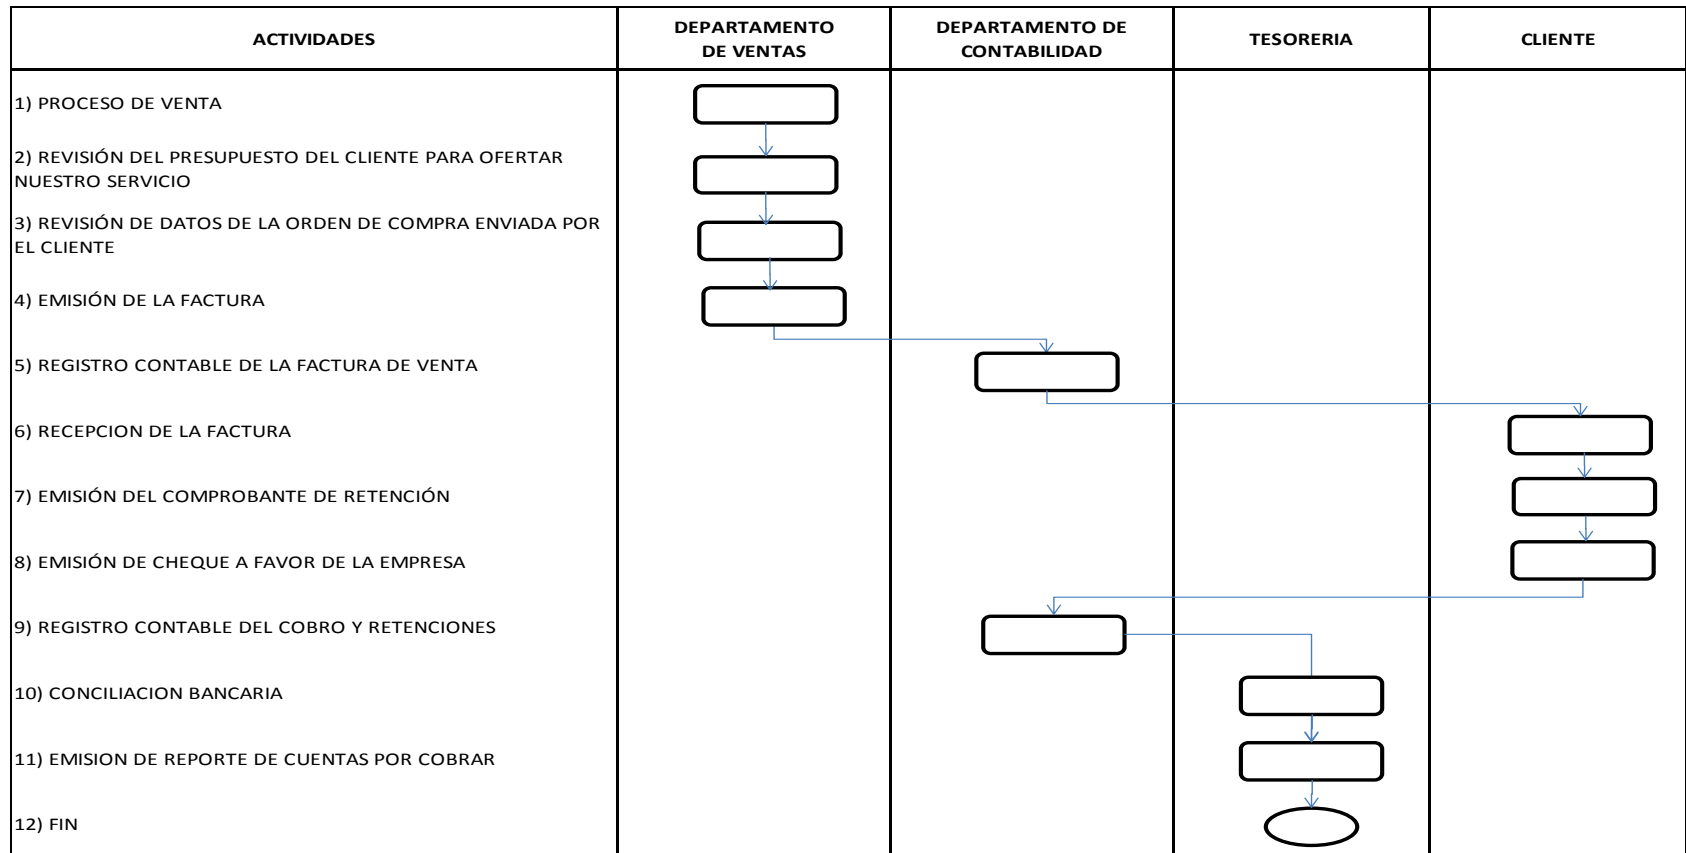 ACTIVIDADES
DEPARTAMENTO
DE VENTAS
DEPARTAMENTO DE
CONTABILIDAD
TESORERIA
CLIENTE
1) PROCESO DE VENTA
2) REVISIÓN DEL PRESUPUESTO DEL CLIENTE PARA OFERTAR
NUESTRO SERVICIO
3) REVISIÓN DE DATOS DE LA ORDEN DE COMPRA ENVIADA POR
EL CLIENTE
4) EMISIÓN DE LA FACTURA
5) REGISTRO CONTABLE DE LA FACTURA DE VENTA
6) RECEPCION DE LA FACTURA
7) EMISIÓN DEL COMPROBANTE DE RETENCIÓN
8) EMISIÓN DE CHEQUE A FAVOR DE LA EMPRESA
9) REGISTRO CONTABLE DEL COBRO Y RETENCIONES
10) CONCILIACION BANCARIA
11) EMISION DE REPORTE DE CUENTAS POR COBRAR
12) FIN